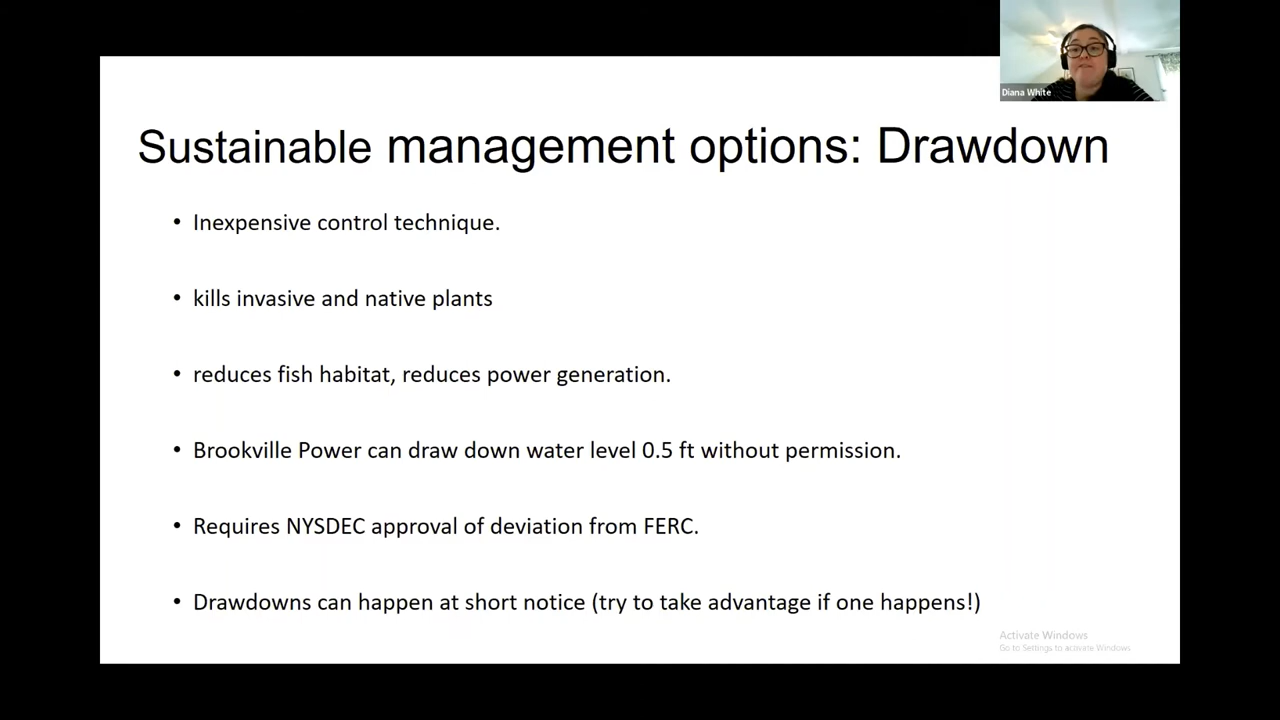 Diana White
Sustainable management options: Drawdown
• Inexpensive control technique.
• kills invasive and native plants
• reduces fish habitat, reduces power generation.
• Brookville Power can draw down water level 0.5 ft without permission.
• Requires NYSDEC approval of deviation from FERC.
• Drawdowns can happen at short notice (try to take advantage if one happens!)
Activate Windows
Go to Settings to activate Windows.